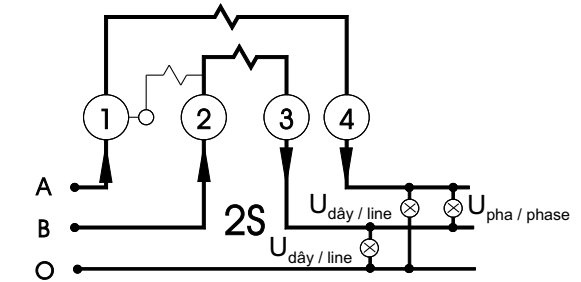 1 2 3 4
A
B
O
2S
U dây / line
U pha / phase
U dây / line